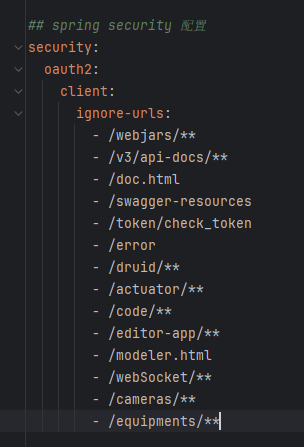 ## spring security 配置
security:
  oauth2:
    client:
      ignore-urls:
        - /webjars/**
        - /v3/api-docs/**
        - /doc.html
        - /swagger-resources
        - /token/check_token
        - /error
        - /druid/**
        - /actuator/**
        - /code/**
        - /editor-app/**
        - /modeler.html
        - /webSocket/**
        - /cameras/**
        - /equipments/**